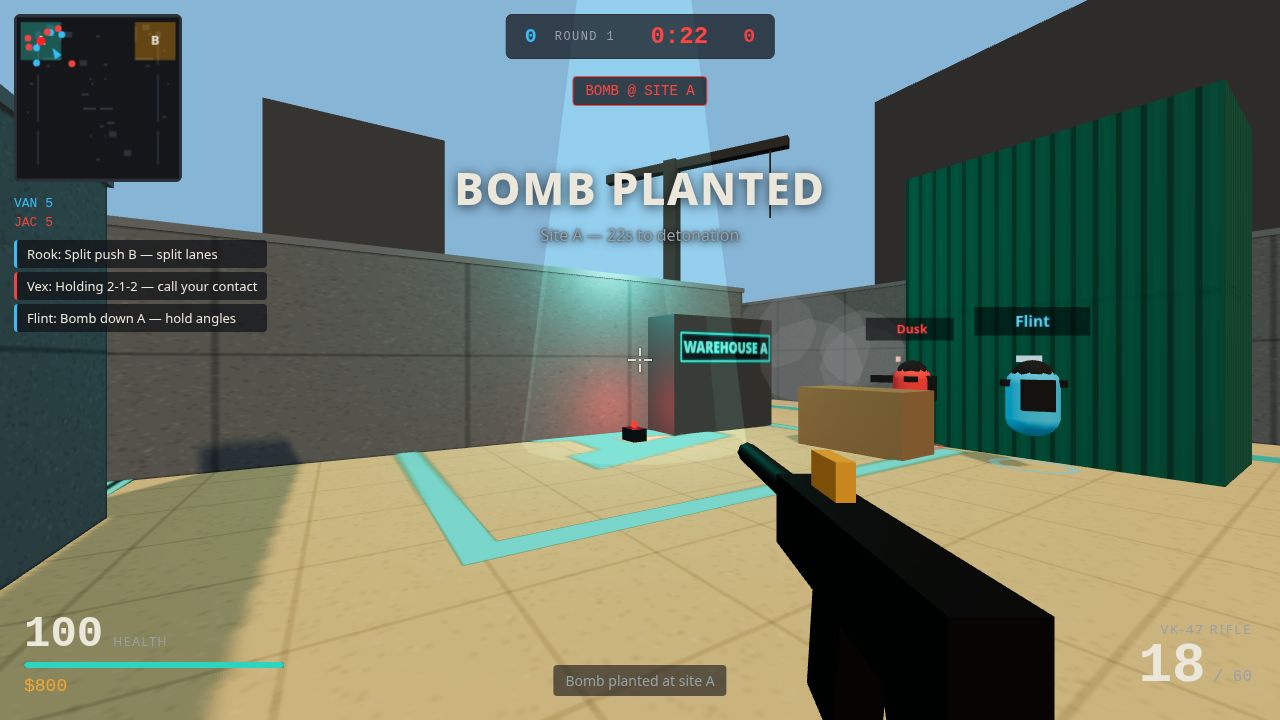 B
0 ROUND 1 0:22 0
BOMB @ SITE A
BOMB PLANTED
Site A — 22s to detonation
VAN 5
JAC 5
Rook: Split push B — split lanes
Vex: Holding 2-1-2 — call your contact
Flint: Bomb down A — hold angles
WAREHOUSE A
Dusk
Flint
100 HEALTH
$800
Bomb planted at site A
VK-47 RIFLE
18 / 60